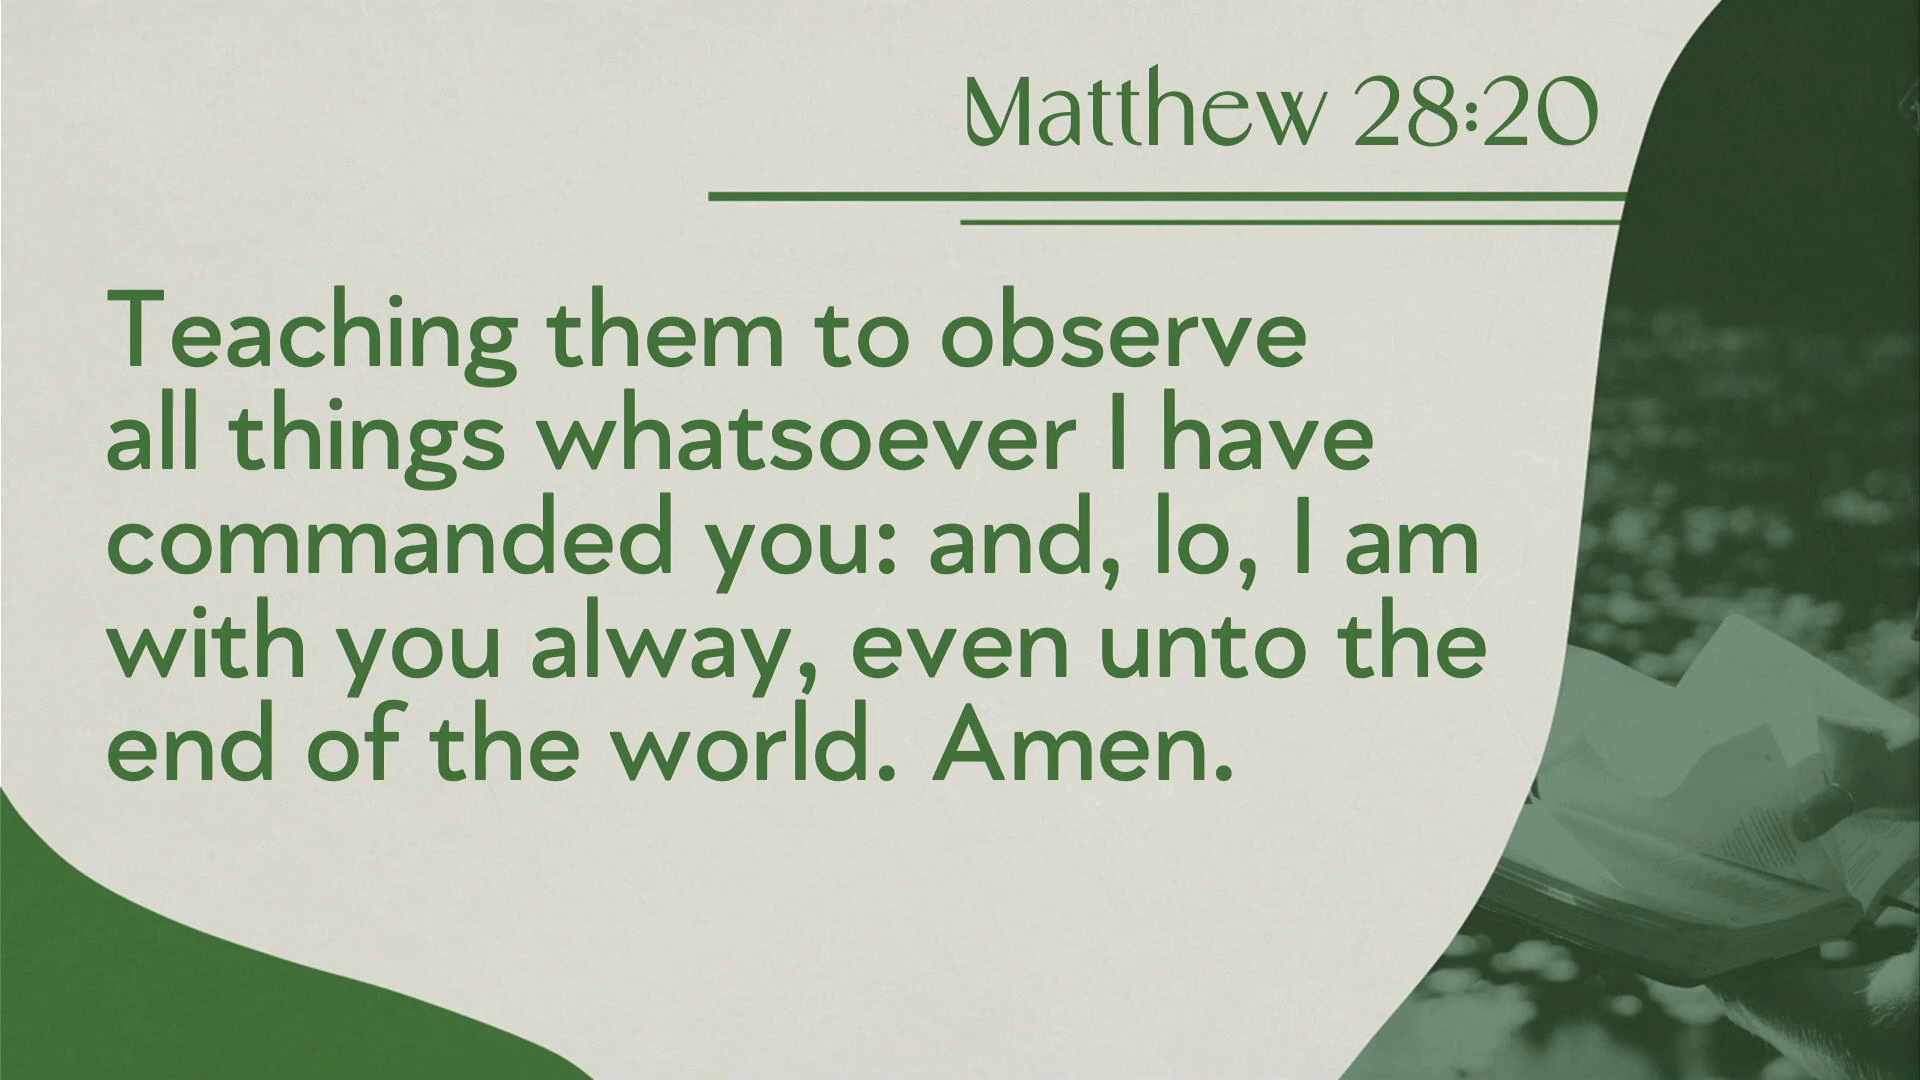 Matthew 28:20
Teaching them to observe
all things whatsoever I have
commanded you: and, lo, I am
with you alway, even unto the
end of the world. Amen.